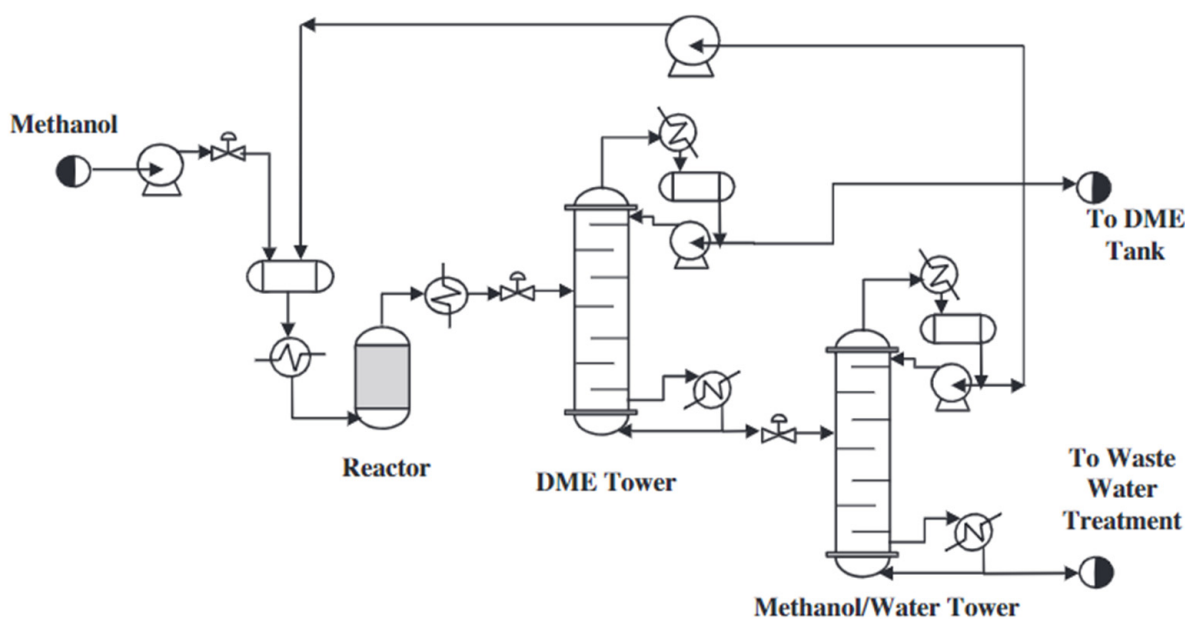 Methanol
To DME
Tank
Reactor
DME Tower
To Waste
Water
Treatment
Methanol/Water Tower